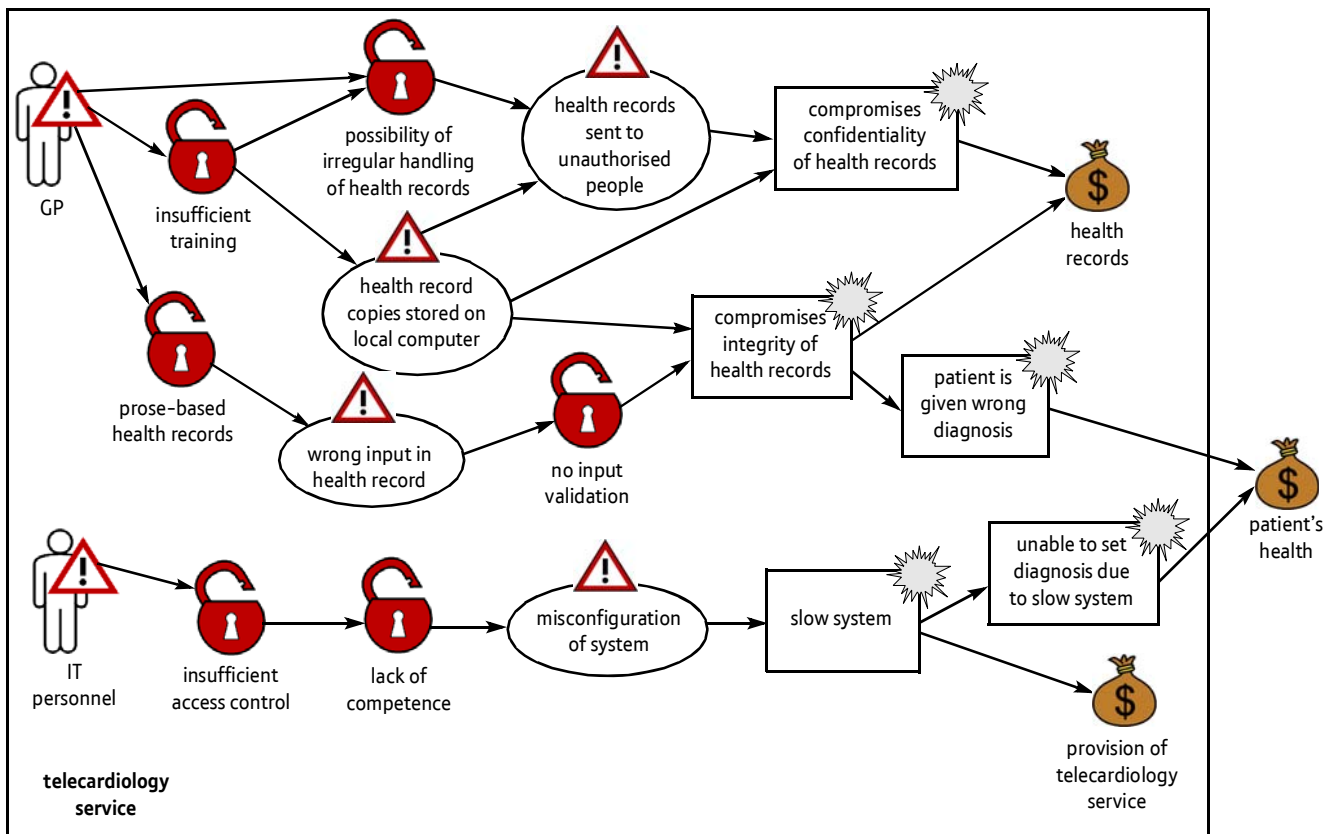 GP
insufficient
training
possibility of
irregular handling
of health records
health records
sent to
unauthorised
people
compromises
confidentiality
of health records
$
health
records
health record
copies stored on
local computer
compromises
integrity of
health records
patient is
given wrong
diagnosis
prose-based
health records
wrong input in
health record
no input
validation
$
patient's
health
IT
personnel
insufficient
access control
lack of
competence
misconfiguration
of system
slow system
unable to set
diagnosis due
to slow system
$
provision of
telecardiology
service
telecardiology
service